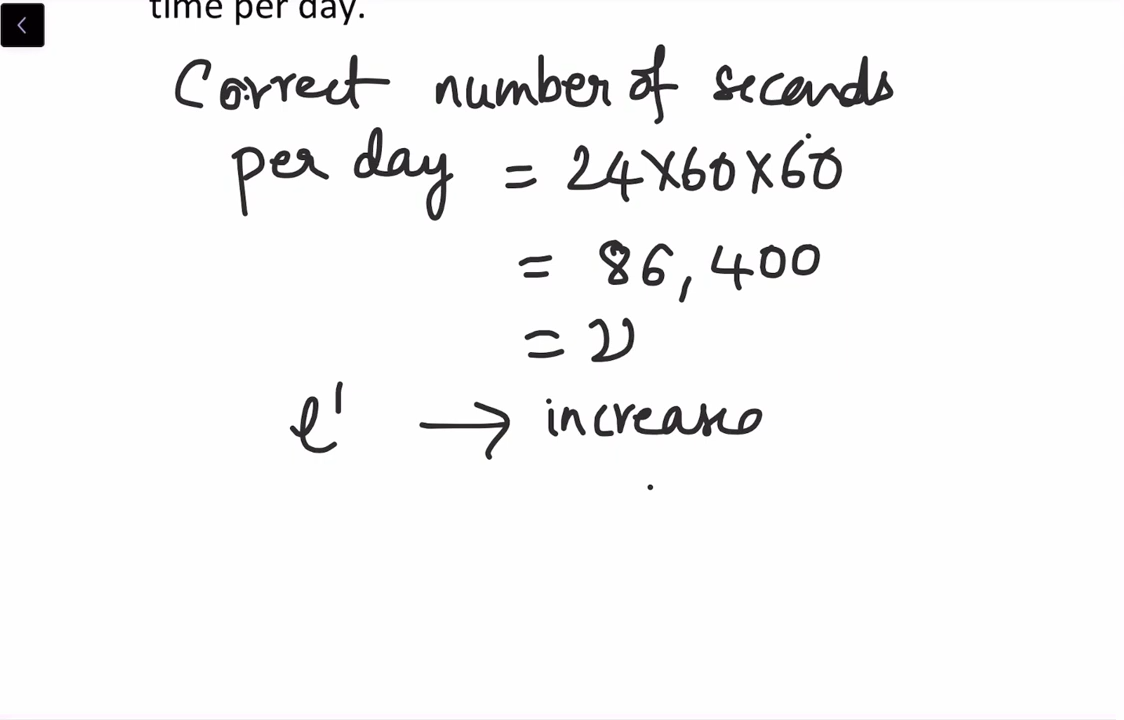 time per day.
Correct number of seconds
per day = 24×60×60
= 86,400
= ν
l' → increase